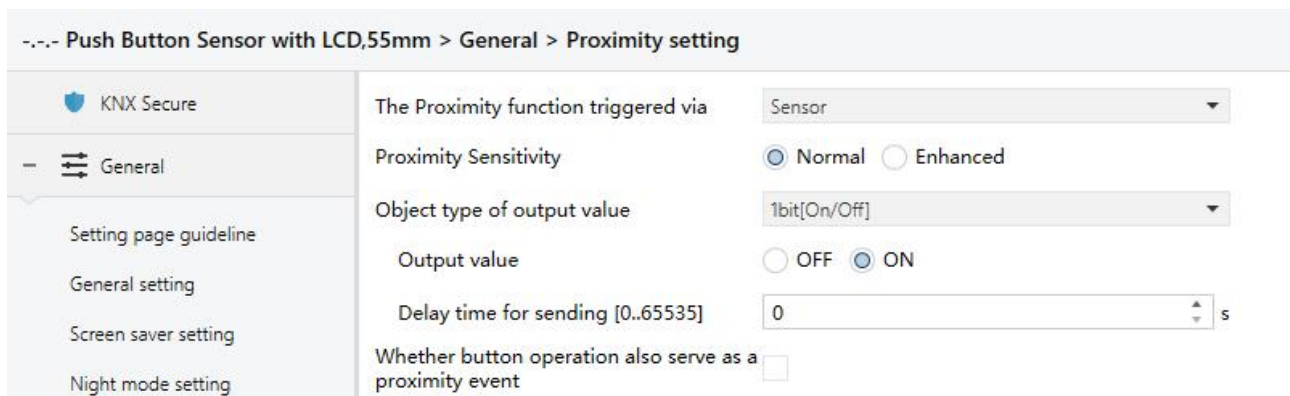 -.-.- Push Button Sensor with LCD,55mm > General > Proximity setting
KNX Secure
General
Setting page guideline
General setting
Screen saver setting
Night mode setting
The Proximity function triggered via
Sensor
Proximity Sensitivity
Normal
Enhanced
Object type of output value
1bit[On/Off]
Output value
OFF
ON
Delay time for sending [0..65535]
0
s
Whether button operation also serve as a
proximity event